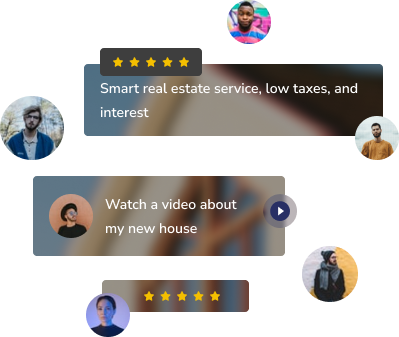 Smart real estate service, low taxes, and
interest
Watch a video about
my new house